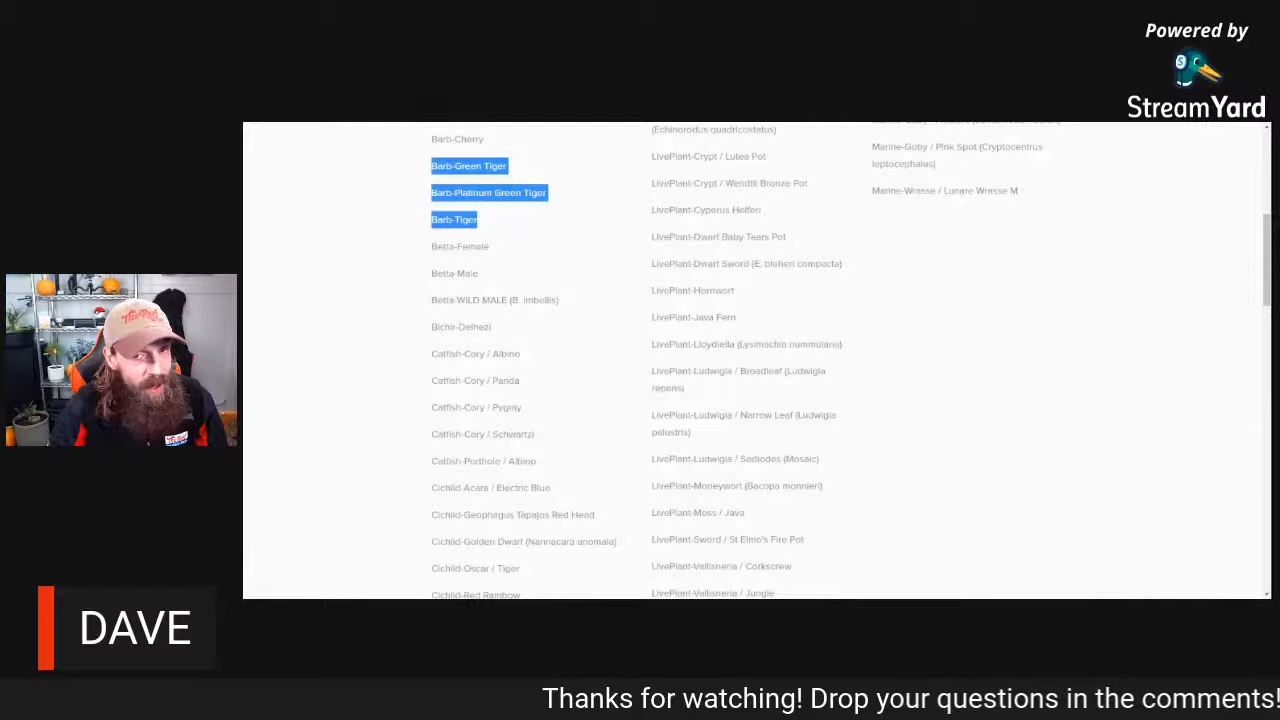 Powered by
StreamYard
Barb-Cherry
Barb-Green Tiger
Barb-Platinum Green Tiger
Barb-Tiger
Betta-Female
Betta-Male
Betta-WILD MALE (B. imbellis)
Bichir-Delhezi
Catfish-Cory / Albino
Catfish-Cory / Panda
Catfish-Cory / Pygmy
Catfish-Cory / Schwartzi
Catfish-Porthole / Albino
Cichlid-Acara / Electric Blue
Cichlid-Geophagus Tapajos Red Head
Cichlid-Golden Dwarf (Nannacara anomala)
Cichlid-Oscar / Tiger
Cichlid-Red Rainbow
(Echinorodus quadricostatus)
LivePlant-Crypt / Lutea Pot
LivePlant-Crypt / Wendtii Bronze Pot
LivePlant-Cyperus Helferi
LivePlant-Dwarf Baby Tears Pot
LivePlant-Dwarf Sword (E. bleheri compacta)
LivePlant-Hornwort
LivePlant-Java Fern
LivePlant-Lloydiella (Lysimachia nummularia)
LivePlant-Ludwigia / Broadleaf (Ludwigia
repens)
LivePlant-Ludwigia / Narrow Leaf (Ludwigia
palustris)
LivePlant-Ludwigia / Sediodes (Mosaic)
LivePlant-Moneywort (Bacopa monnieri)
LivePlant-Moss / Java
LivePlant-Sword / St Elmo's Fire Pot
LivePlant-Vallisneria / Corkscrew
LivePlant-Vallisneria / Jungle
Marine-Goby / Pink Spot (Cryptocentrus
leptocephalus)
Marine-Wrasse / Lunare Wrasse M
DAVE
Thanks for watching! Drop your questions in the comments!